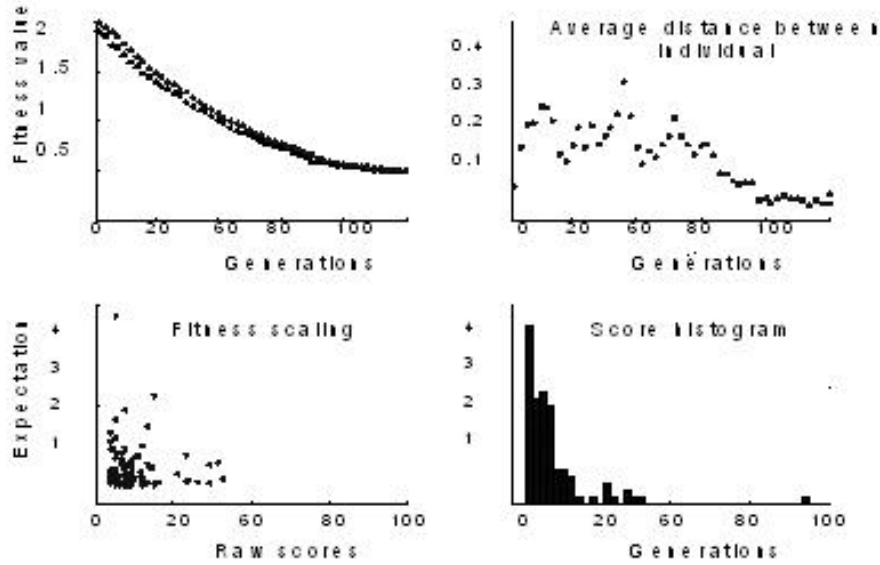 Fitness value
2
1.5
1
0.5
0 20 40 60 80 100
Generations
Average distance between
individual
0.4
0.3
0.2
0.1
0 20 60 80 100
Generations
Fitness scaling
Expectation
4
3
2
1
0 20 40 60 80 100
Raw scores
Score histogram
4
3
2
1
0 20 40 60 80 100
Generations